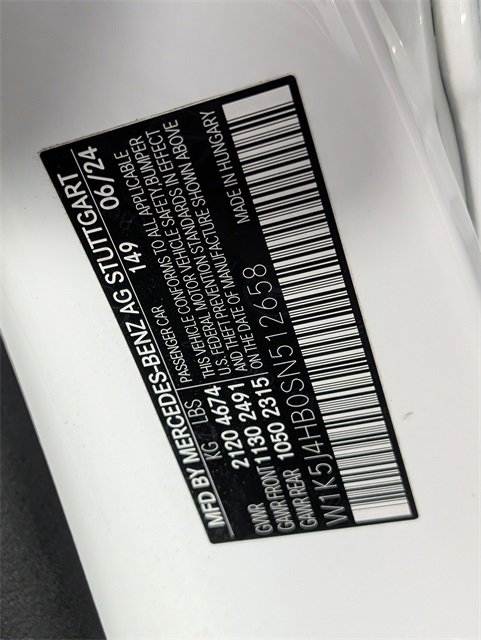 MFD BY MERCEDES-BENZ AG STUTTGART
149 06/24
KG LBS
GVWR 2120 4674
GAWR FRONT 1130 2491
GAWR REAR 1050 2315
PASSENGER CAR
THIS VEHICLE CONFORMS TO ALL APPLICABLE
U.S. FEDERAL MOTOR VEHICLE SAFETY, BUMPER
AND THEFT PREVENTION STANDARDS IN EFFECT
ON THE DATE OF MANUFACTURE SHOWN ABOVE
MADE IN HUNGARY
W1K5J4HB0SN512658